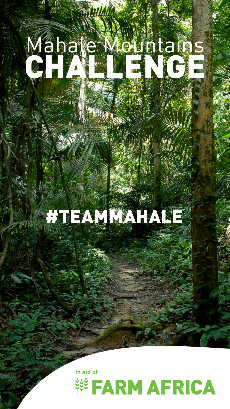 Mahale Mountains
CHALLENGE
#TEAMMAHALE
In aid of
FARM AFRICA